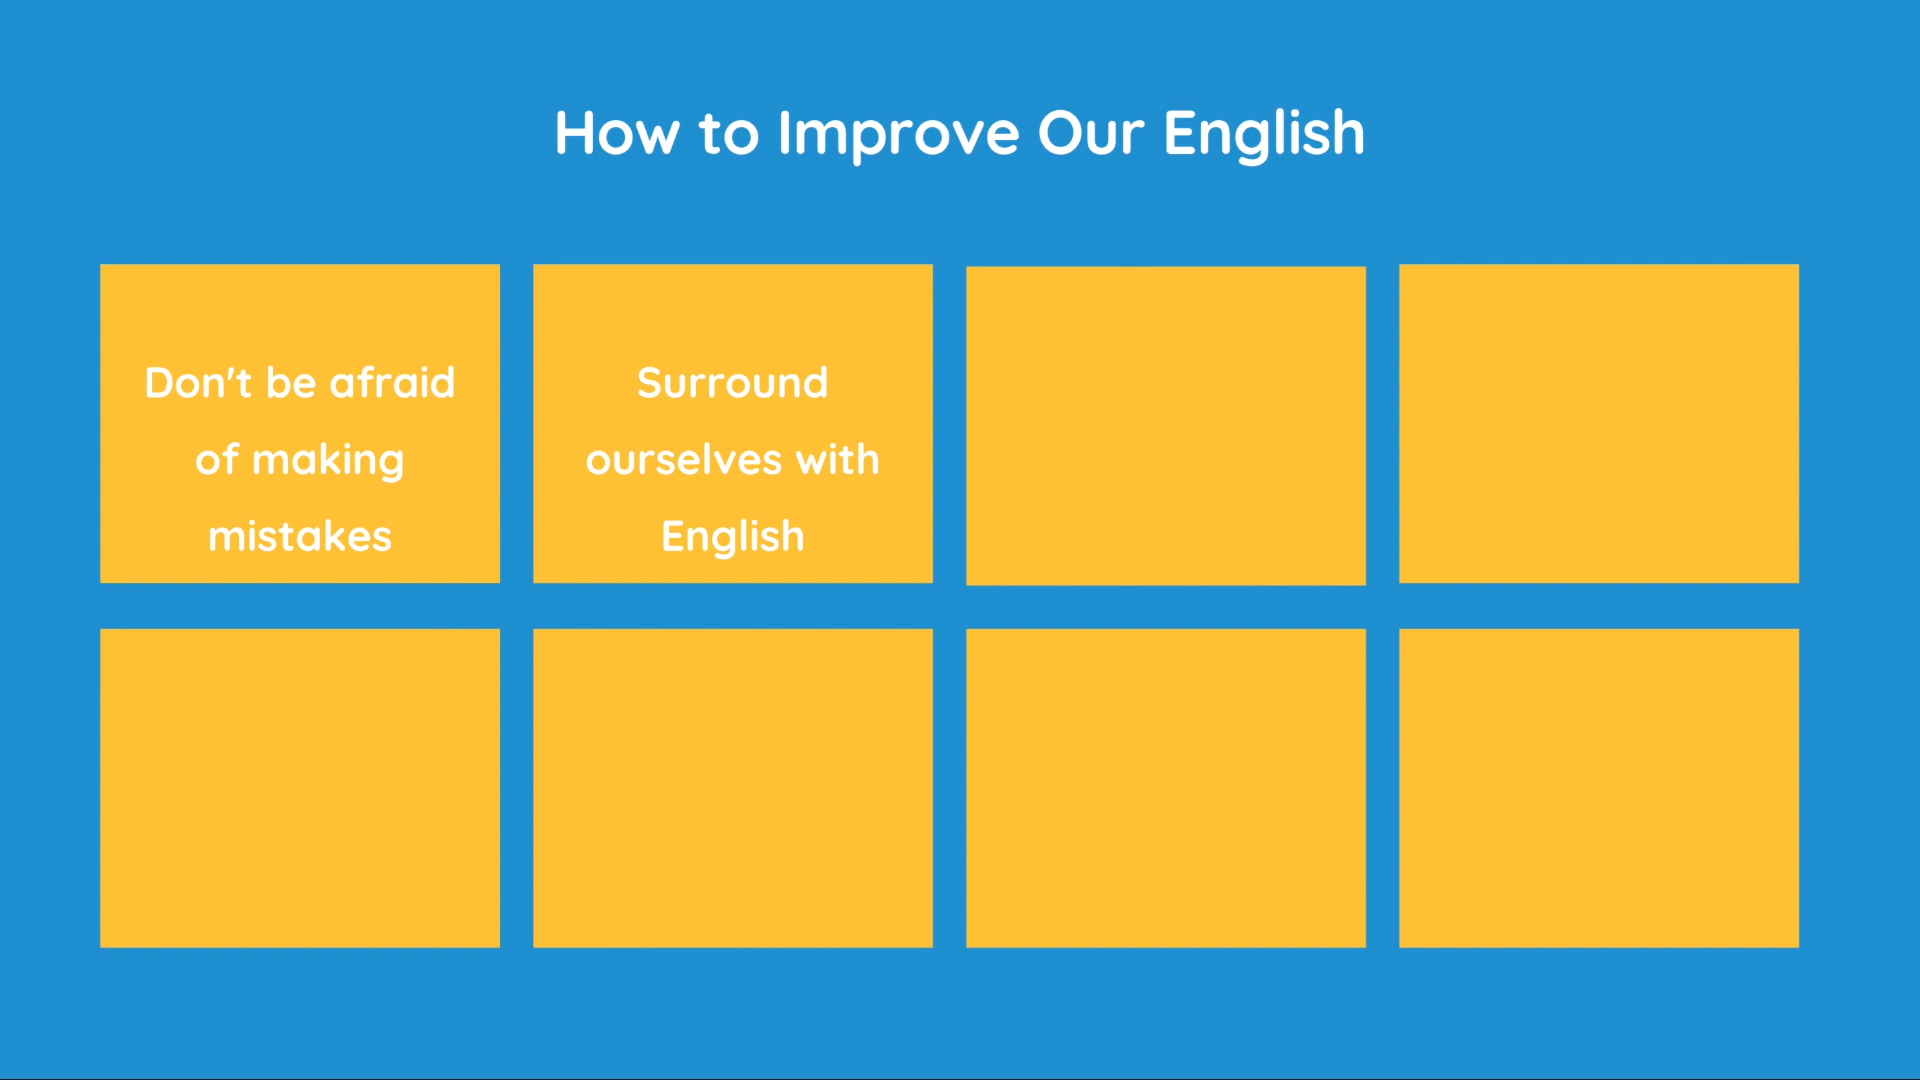 How to Improve Our English
Don't be afraid
of making
mistakes
Surround
ourselves with
English